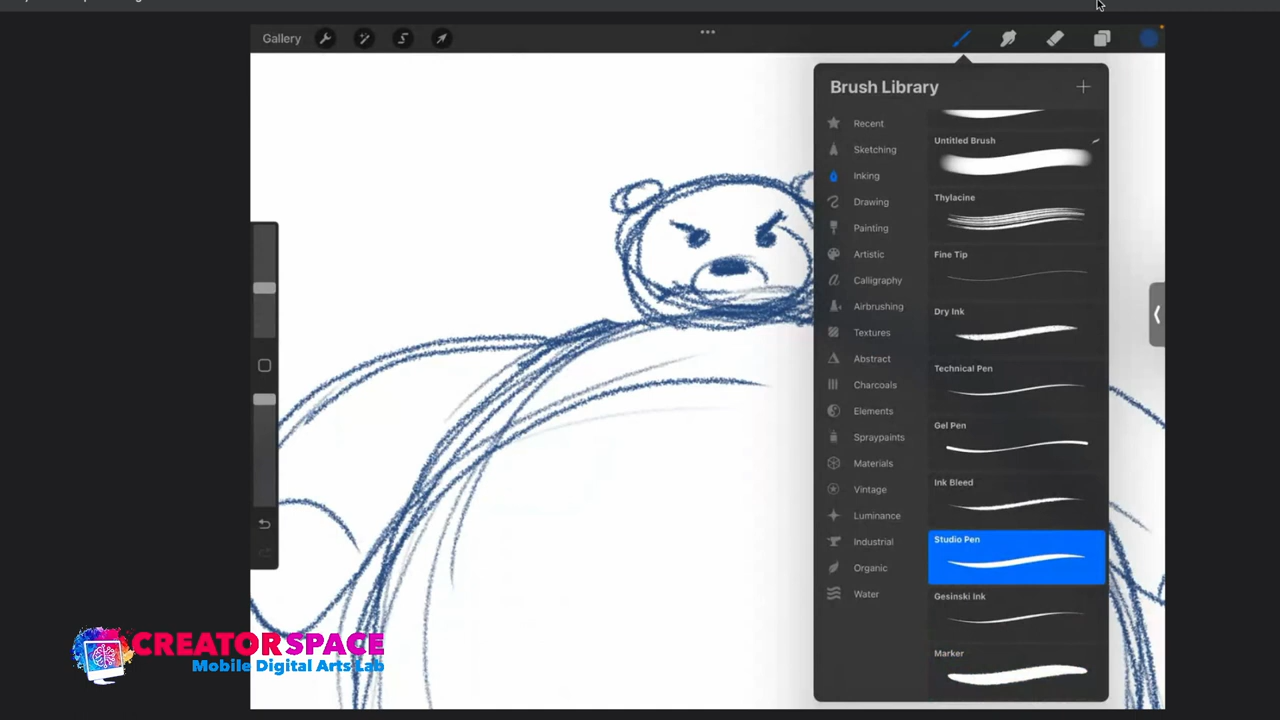 Gallery
Brush Library
Recent
Sketching
Inking
Drawing
Painting
Artistic
Calligraphy
Airbrushing
Textures
Abstract
Charcoals
Elements
Spraypaints
Materials
Vintage
Luminance
Industrial
Organic
Water
Untitled Brush
Thylacine
Fine Tip
Dry Ink
Technical Pen
Gel Pen
Ink Bleed
Studio Pen
Gesinski Ink
Marker
CREATORSPACE
Mobile Digital Arts Lab